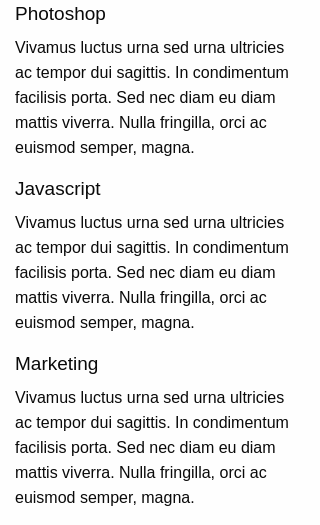 Photoshop
Vivamus luctus urna sed urna ultricies
ac tempor dui sagittis. In condimentum
facilisis porta. Sed nec diam eu diam
mattis viverra. Nulla fringilla, orci ac
euismod semper, magna.
Javascript
Vivamus luctus urna sed urna ultricies
ac tempor dui sagittis. In condimentum
facilisis porta. Sed nec diam eu diam
mattis viverra. Nulla fringilla, orci ac
euismod semper, magna.
Marketing
Vivamus luctus urna sed urna ultricies
ac tempor dui sagittis. In condimentum
facilisis porta. Sed nec diam eu diam
mattis viverra. Nulla fringilla, orci ac
euismod semper, magna.